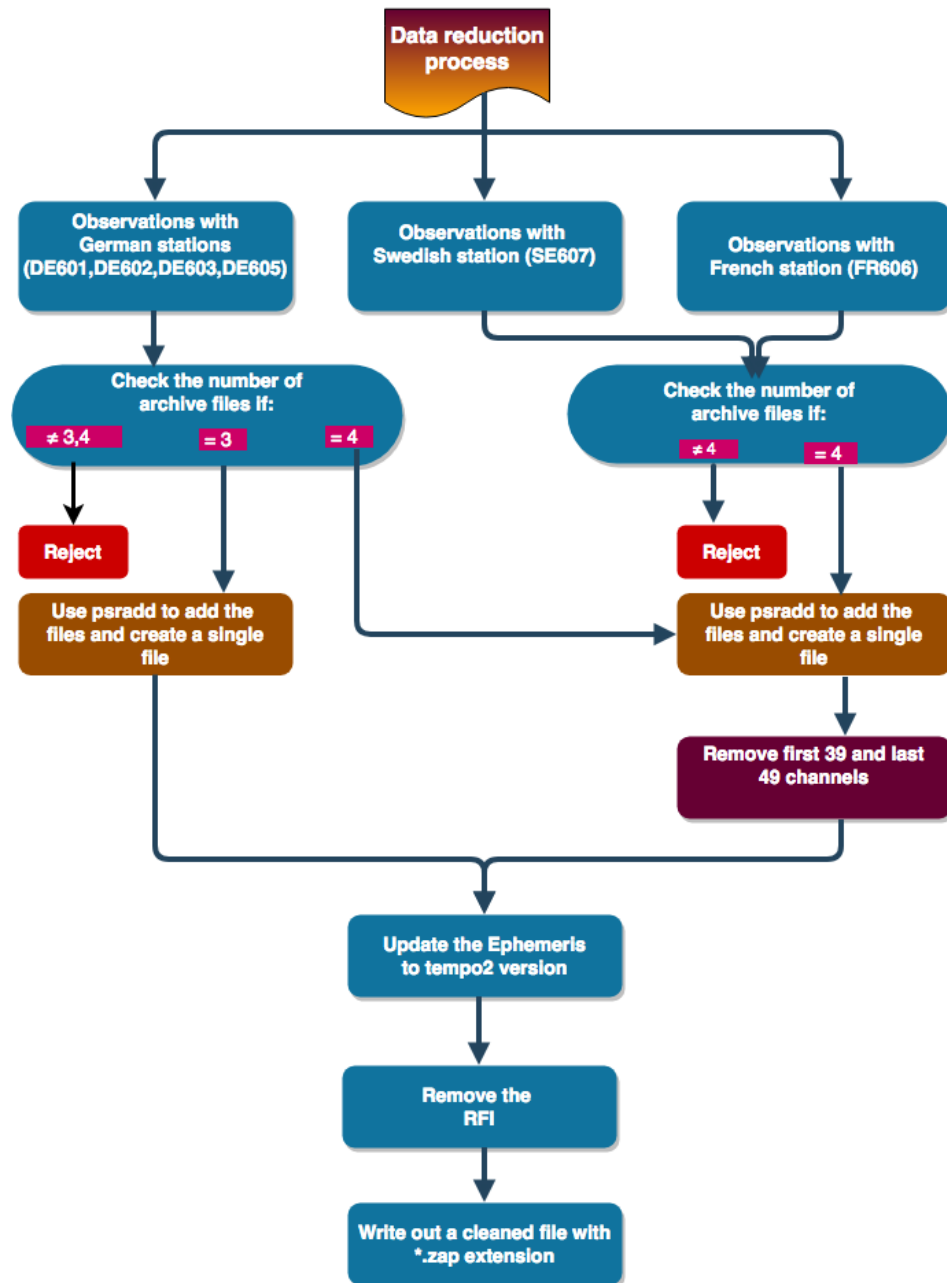 Data reduction
process
Observations with
German stations
(DE601,DE602,DE603,DE605)
Observations with
Swedish station (SE607)
Observations with
French station (FR606)
Check the number of
archive files if:
≠ 3,4
= 3
= 4
Check the number of
archive files if:
≠ 4
= 4
Reject
Reject
Use psradd to add the
files and create a single
file
Use psradd to add the
files and create a single
file
Remove first 39 and last
49 channels
Update the Ephemeris
to tempo2 version
Remove the
RFI
Write out a cleaned file with
*.zap extension